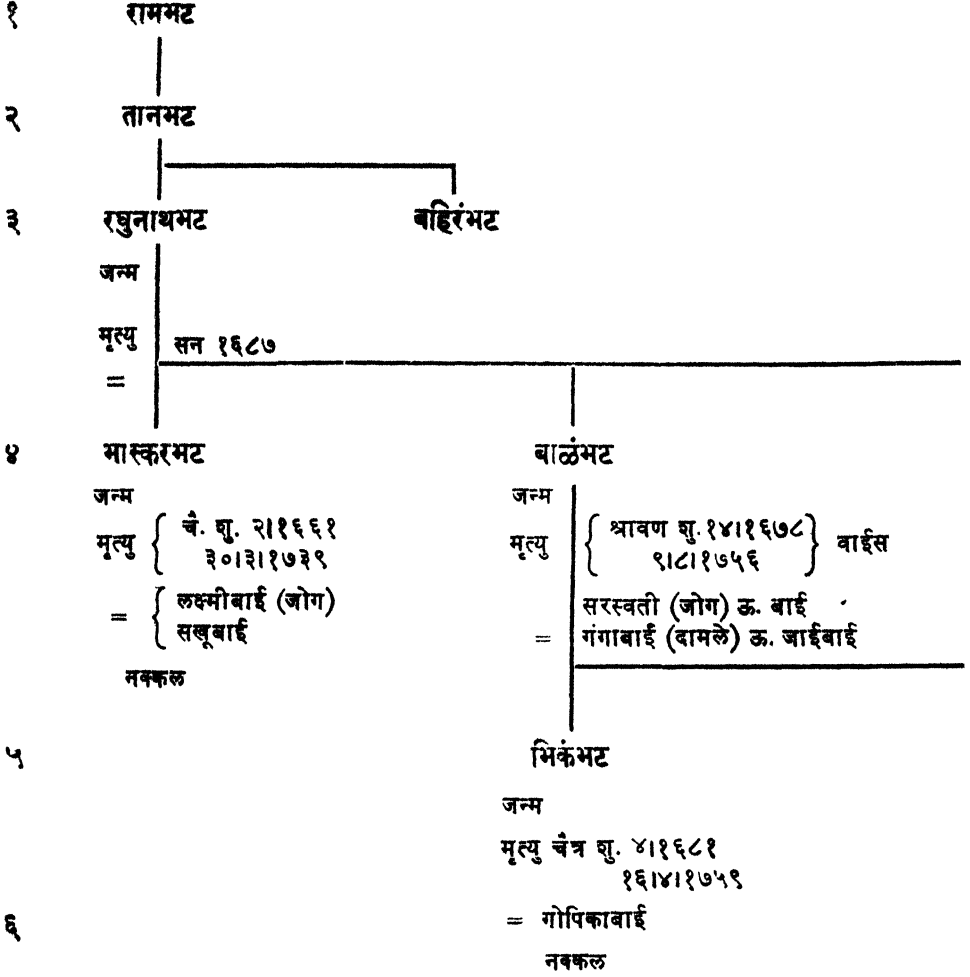 १ रामभट
२ तानभट
३ रघुनाथभट बहिरंभट
जन्म
मृत्यु सन १६८७
=
४ भास्करभट बाळंभट
जन्म जन्म
मृत्यु { चै. शु. २।१६६१ मृत्यु { श्रावण शु. १४।१६७८ } वाईस
३०।३।१७३९ ९।८।१७५६
= { लक्ष्मीबाई (जोग) सरस्वती (जोग) ऊ. बाई
सखूबाई = गंगाबाई (दामले) ऊ. जाईबाई
नक्कल
५ भिकंभट
जन्म
मृत्यु चैत्र शु. ४।१६८१
१६।४।१७५९
६ = गोपिकाबाई
नक्कल